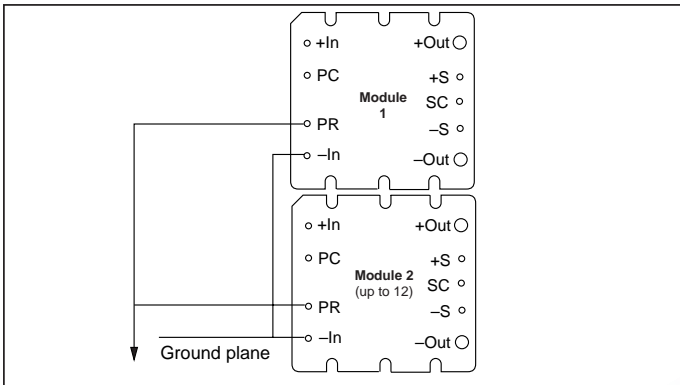 +In
+Out
PC
+S
Module
1
SC
PR
–S
–In
–Out
+In
+Out
PC
+S
Module 2
(up to 12)
SC
PR
–S
–In
–Out
Ground plane